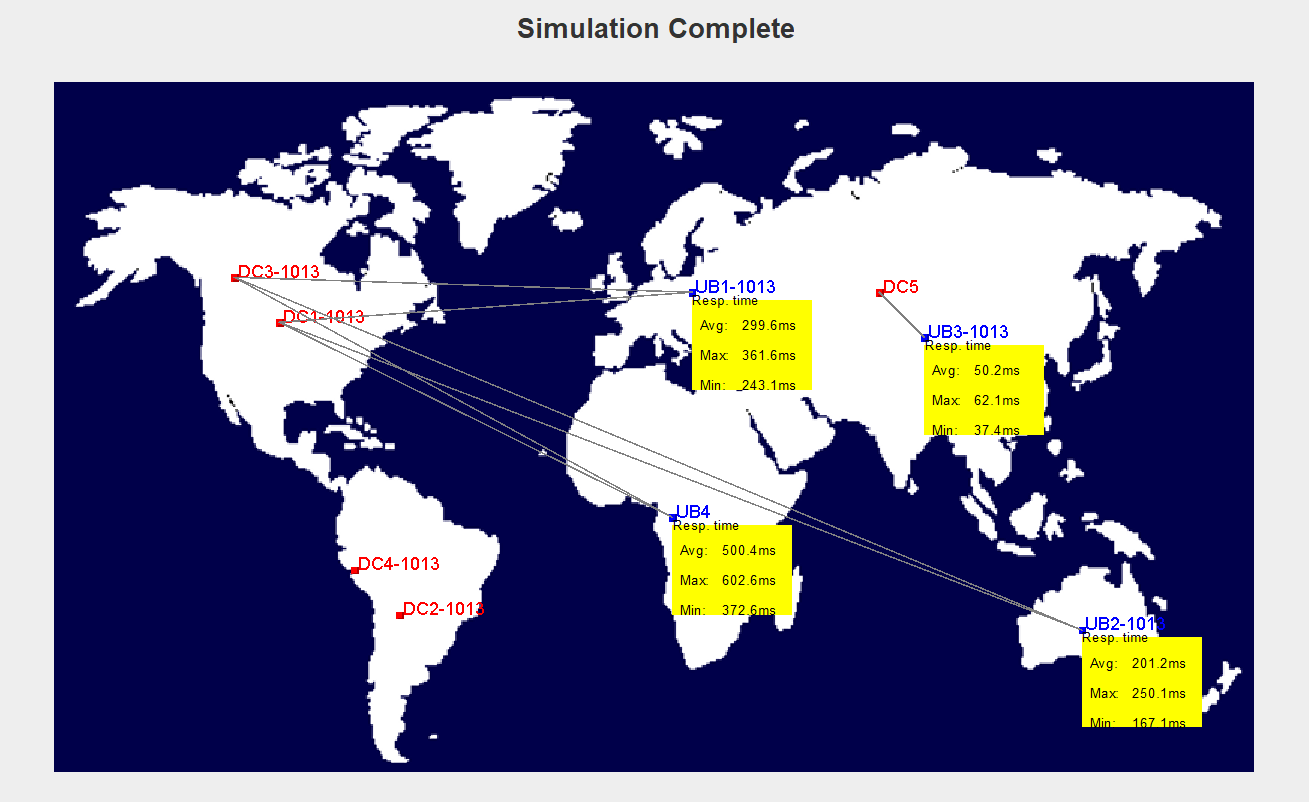 Simulation Complete
DC3-1013
DC1-1013
UB1-1013
Resp. time
Avg: 299.6ms
Max: 361.6ms
Min: 243.1ms
DC5
UB3-1013
Resp. time
Avg: 50.2ms
Max: 62.1ms
Min: 37.4ms
UB4
Resp. time
Avg: 500.4ms
Max: 602.6ms
Min: 372.6ms
DC4-1013
DC2-1013
UB2-1013
Resp. time
Avg: 201.2ms
Max: 250.1ms
Min: 167.1ms